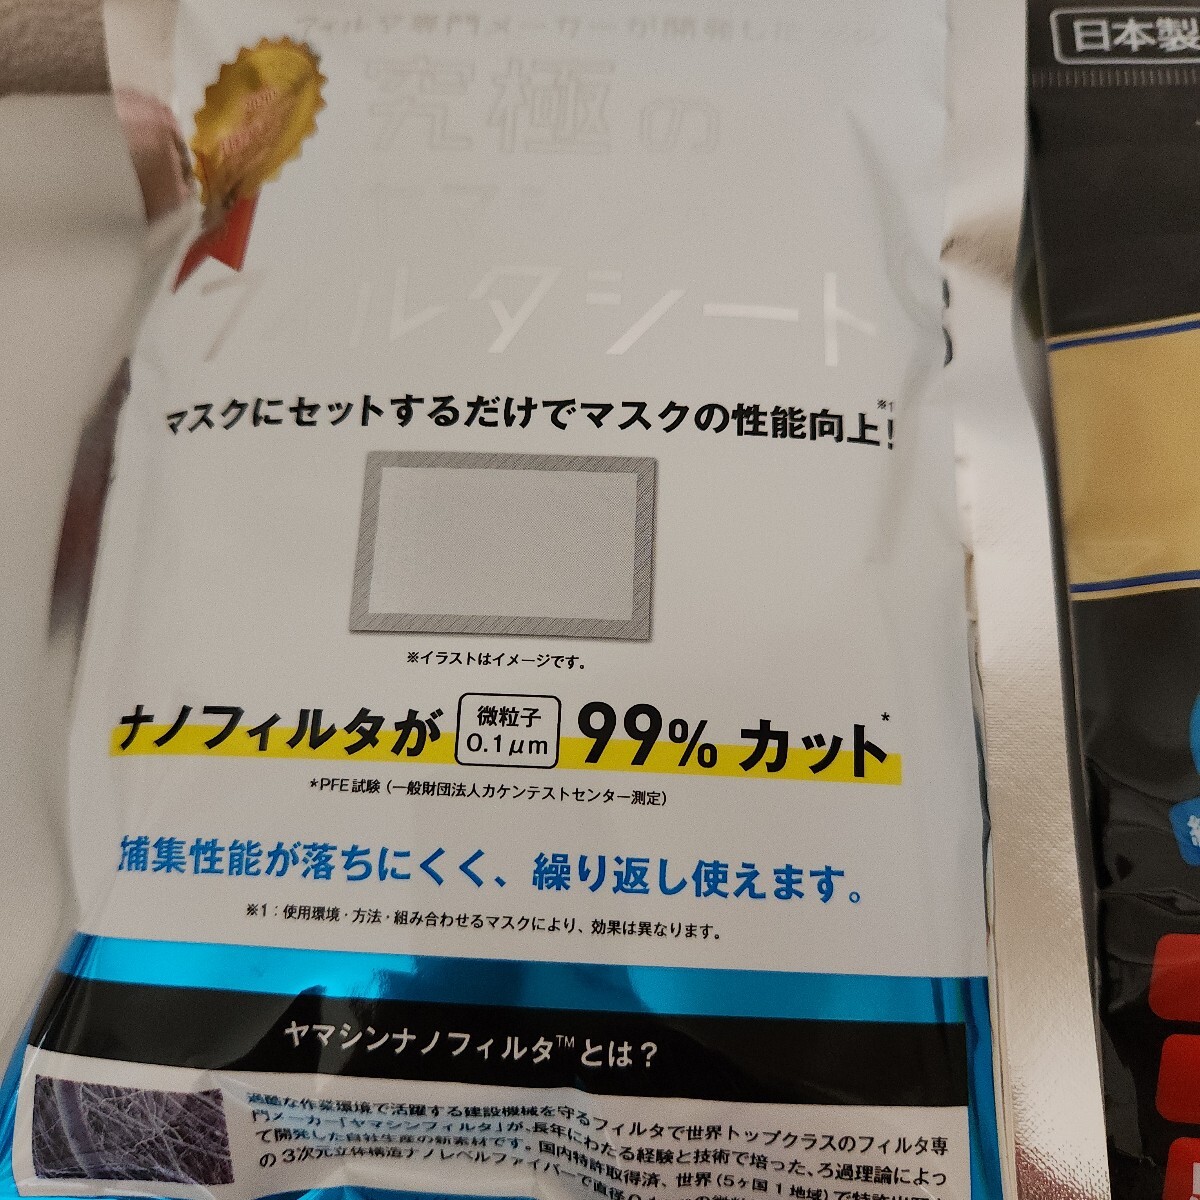 フィルタ専門メーカーが開発した
究極の
フィルタシート
マスクにセットするだけでマスクの性能向上!※1
※イラストはイメージです。
ナノフィルタが 微粒子 0.1μm 99% カット*
*PFE試験(一般財団法人カケンテストセンター測定)
捕集性能が落ちにくく、繰り返し使えます。
※1:使用環境・方法・組み合わせるマスクにより、効果は異なります。
ヤマシンナノフィルタ™とは?
過酷な作業環境で活躍する建設機械を守るフィルタで世界トップクラスのフィルタ専
門メーカー「ヤマシンフィルタ」が、長年にわたる経験と技術で培った、ろ過理論によっ
て開発した自社生産の新素材です。国内特許取得済、世界(5ヶ国1地域)で特許出願
の3次元立体構造ナノレベルファイバーで直径
日本製